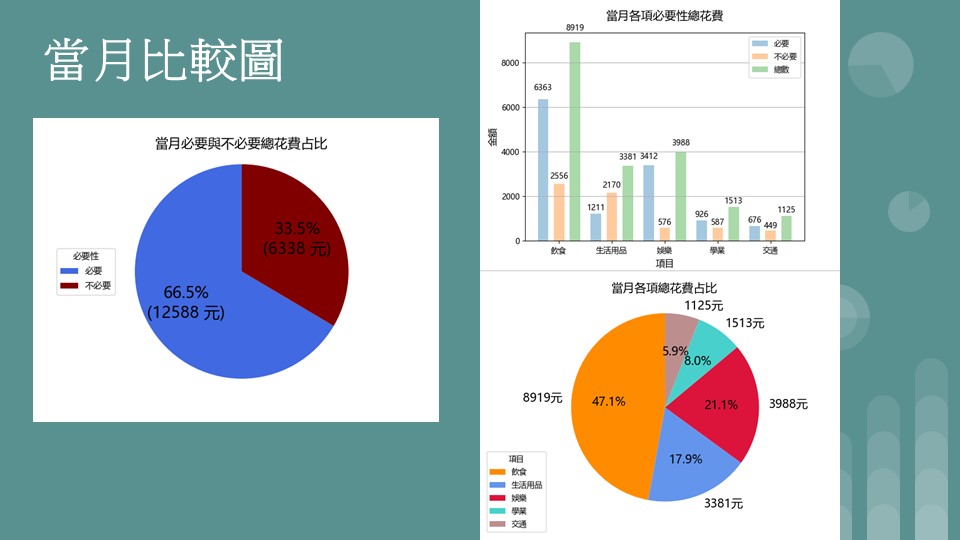 當月比較圖
當月必要與不必要總花費占比
33.5%
(6338 元)
66.5%
(12588 元)
必要性
必要
不必要
當月各項必要性總花費
必要
不必要
總數
金額
8000
6000
4000
2000
0
6363
2556
8919
1211
2170
3381
3412
576
3988
926
587
1513
676
449
1125
飲食
生活用品
娛樂
學業
交通
項目
當月各項總花費占比
1125元
1513元
5.9%
8.0%
8919元
47.1%
21.1%
3988元
17.9%
3381元
項目
飲食
生活用品
娛樂
學業
交通